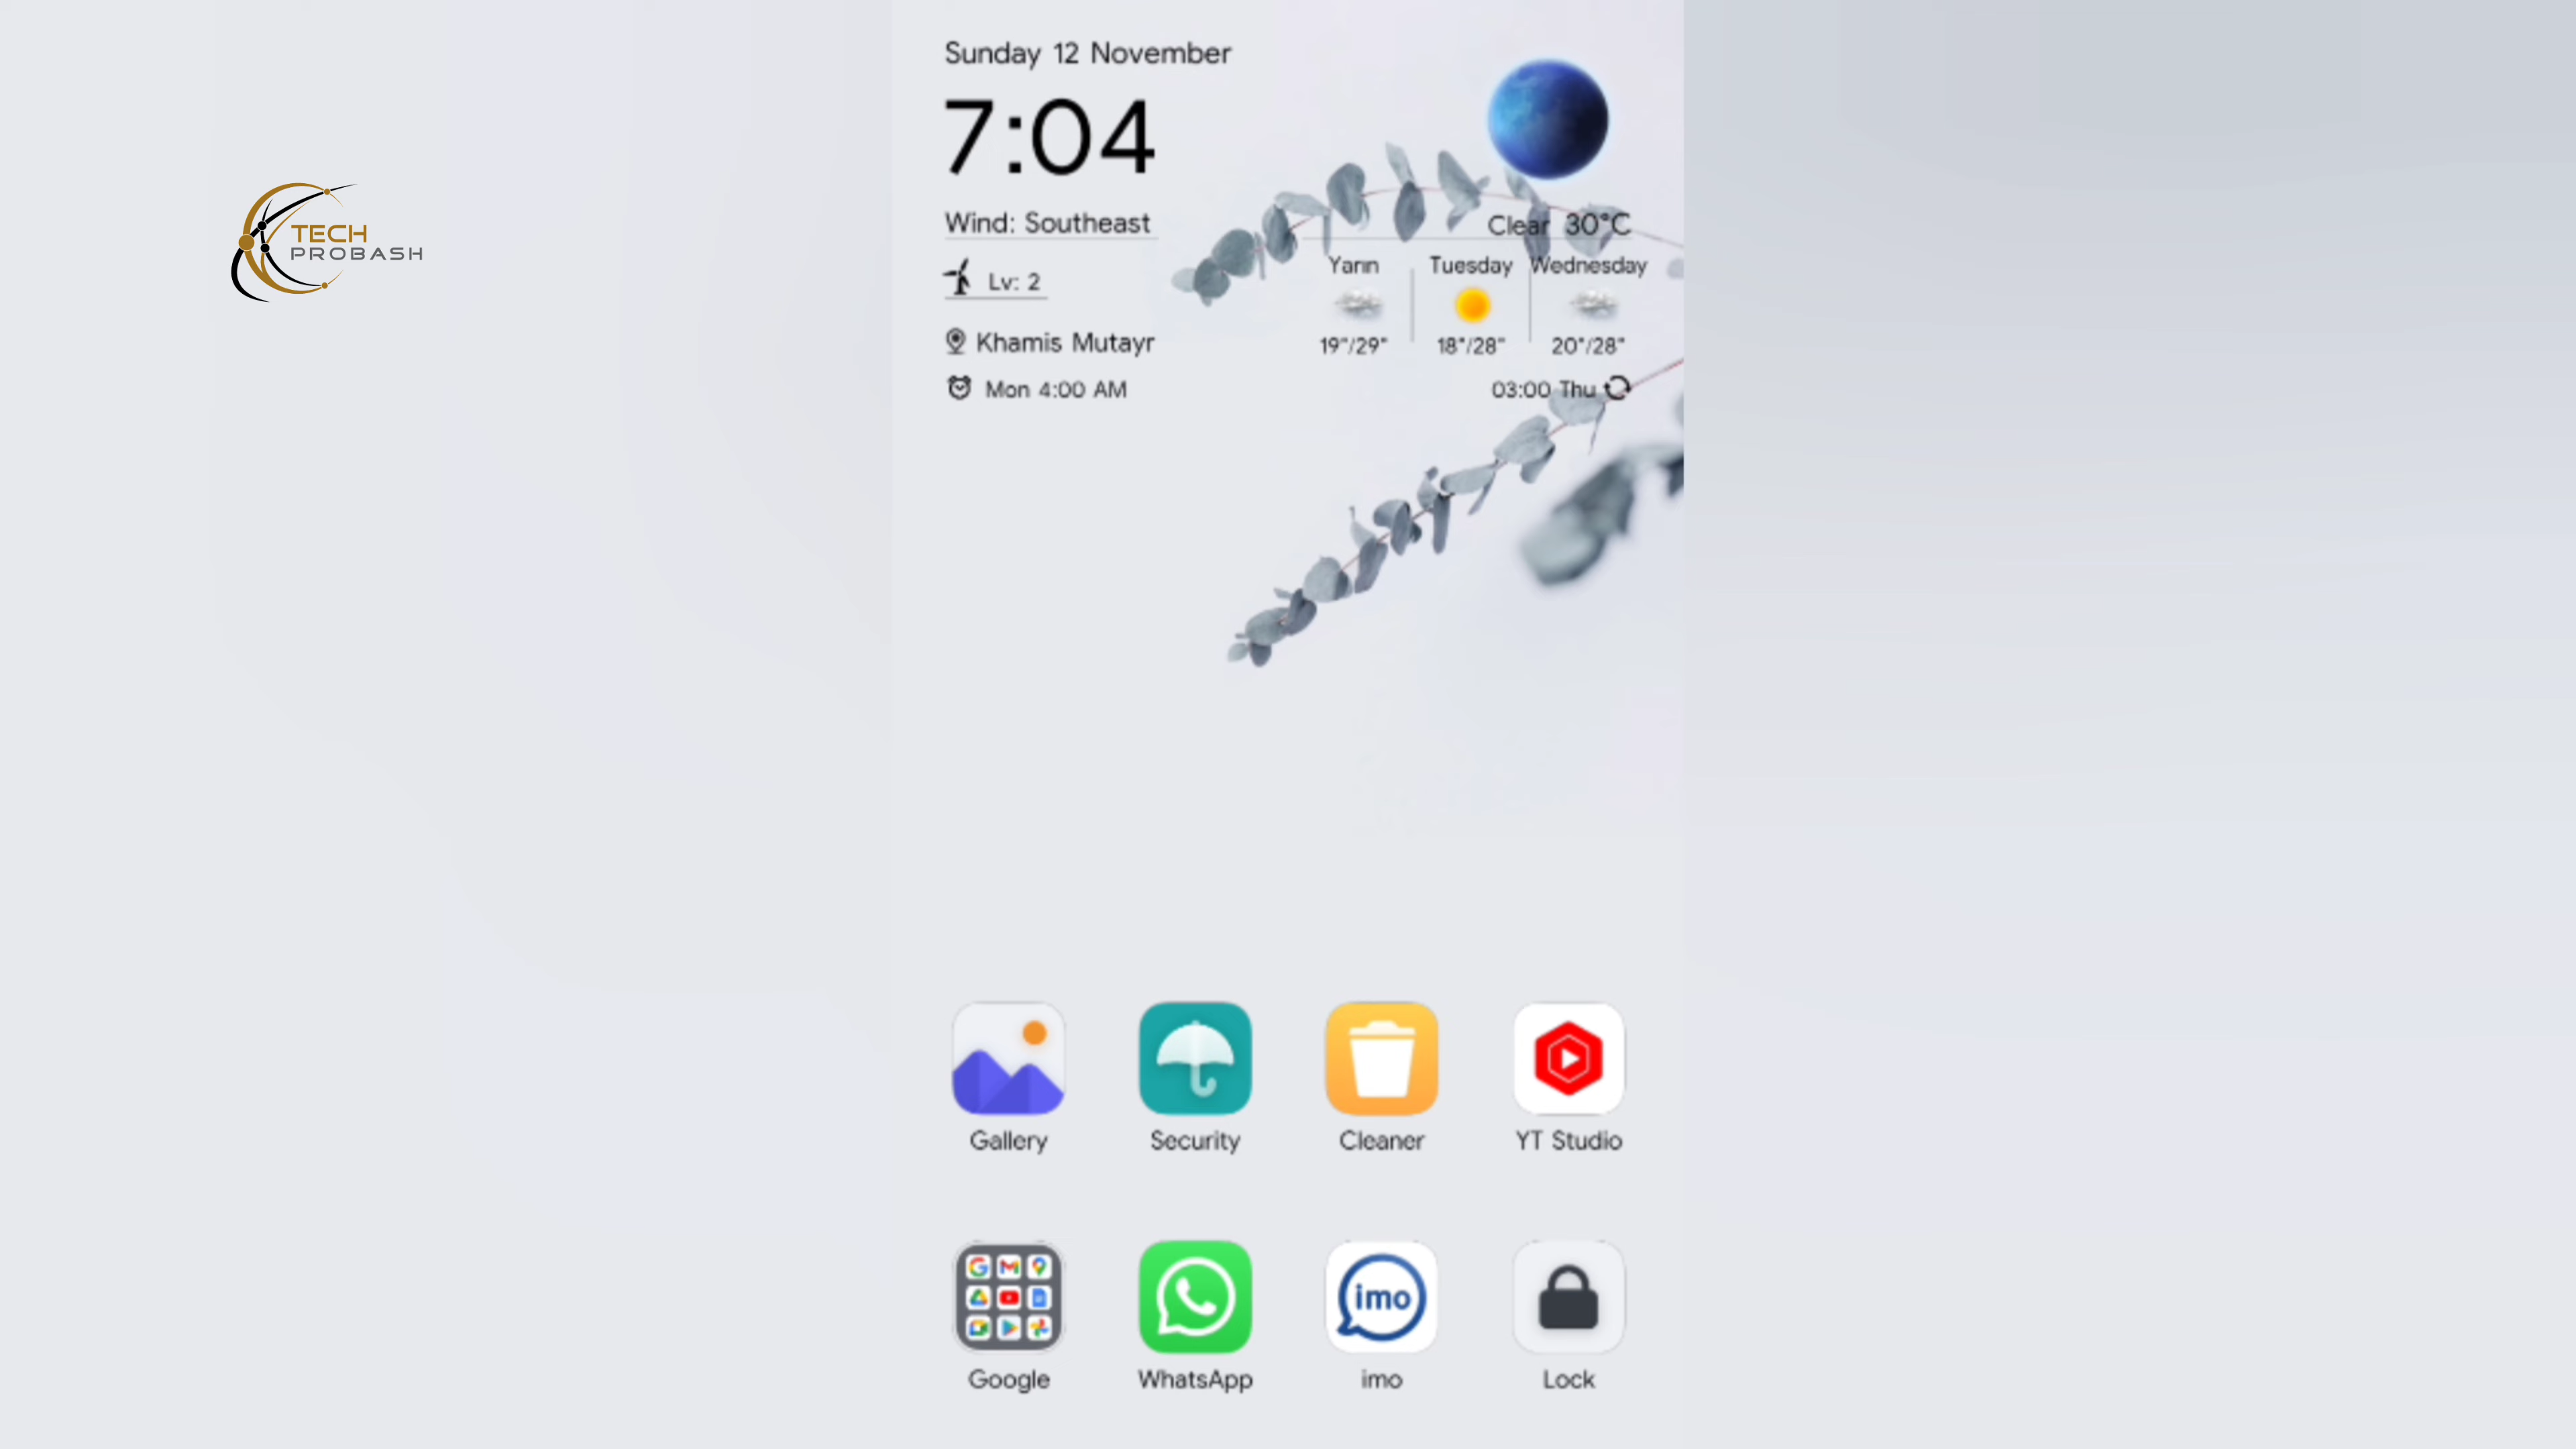 Sunday 12 November
7:04
TECH
PROBASH
Wind: Southeast
Clear 30°C
Lv: 2
Yarın Tuesday Wednesday
19°/29° 18°/28° 20°/28°
Khamis Mutayr
Mon 4:00 AM
03:00 Thu
Gallery Security Cleaner YT Studio
imo
Google WhatsApp imo Lock